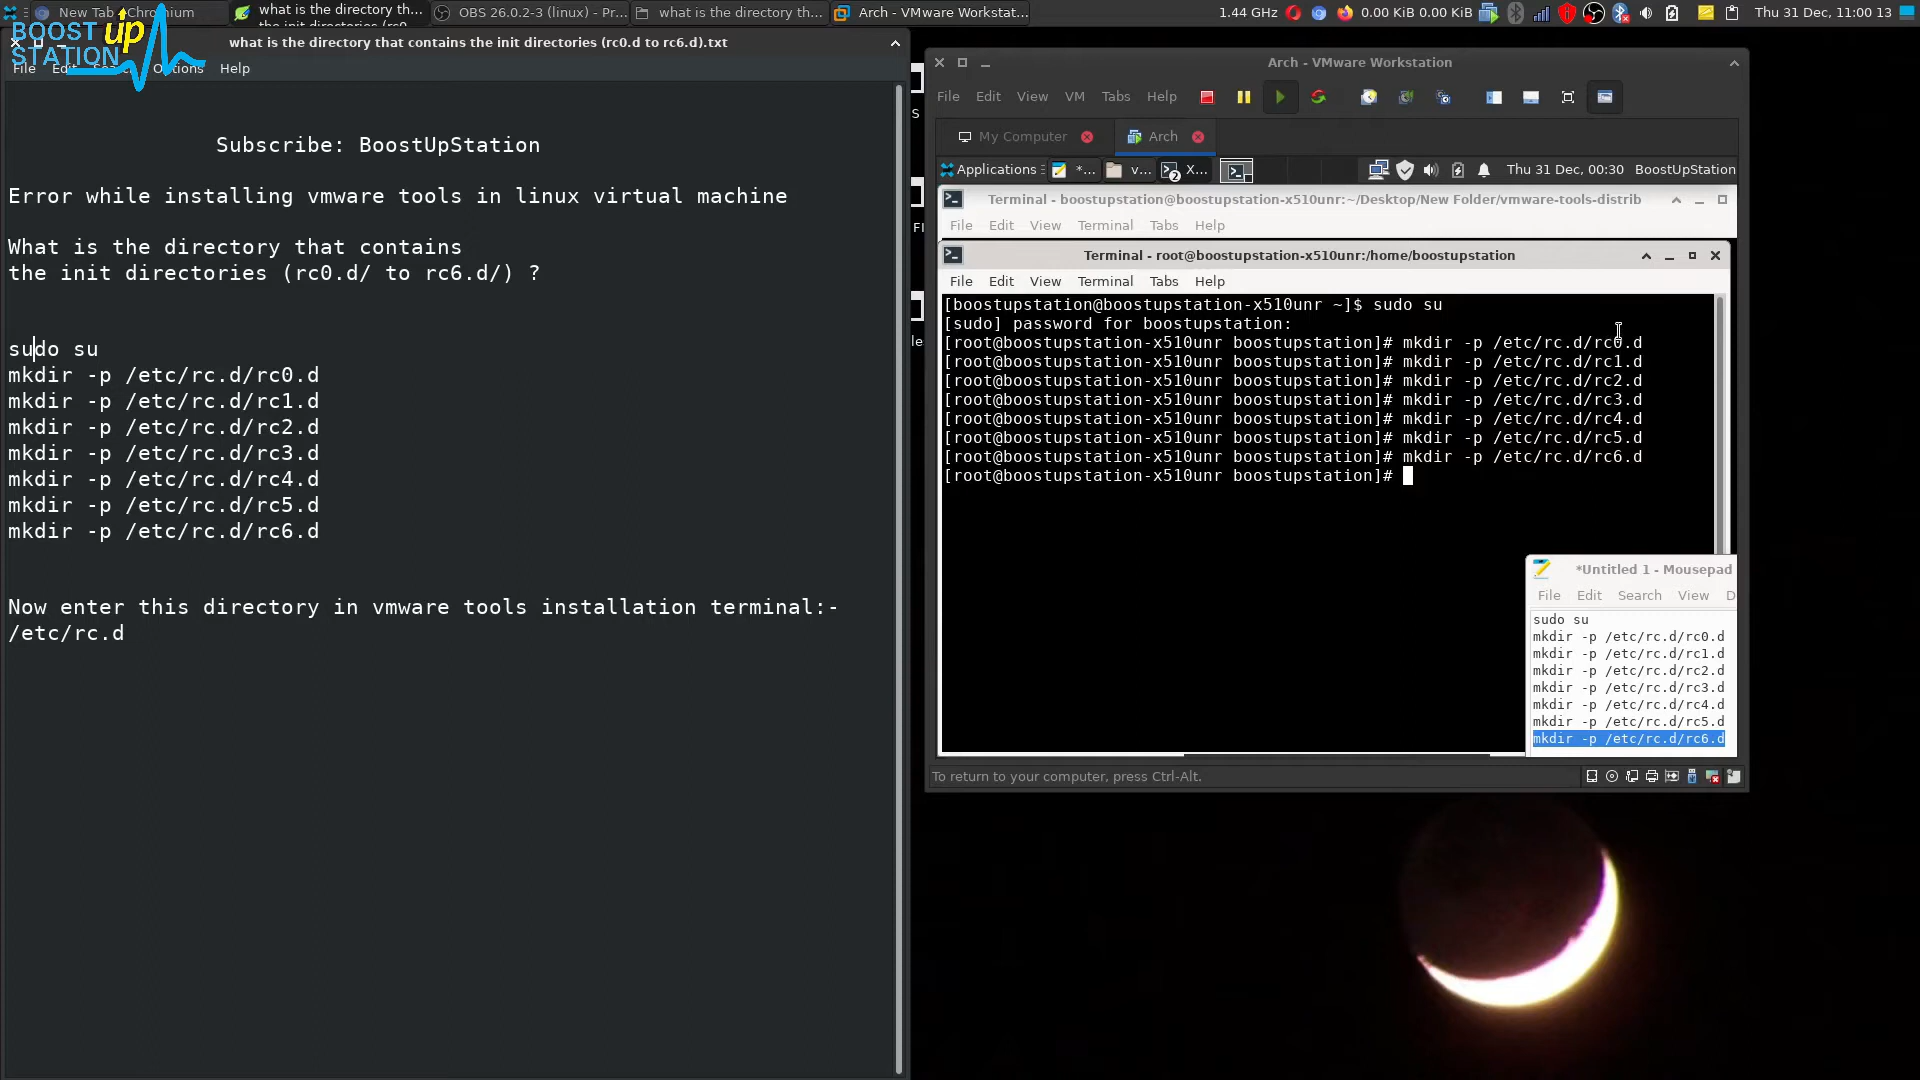 New Tab - Chromium
what is the directory th...
the init directories (rc0...
OBS 26.0.2-3 (linux) - Pr...
what is the directory th...
Arch - VMware Workstat...
1.44 GHz
0.00 KiB 0.00 KiB
Thu 31 Dec, 11:00 13
BOOST up
STATION
what is the directory that contains the init directories (rc0.d to rc6.d).txt
File Edit Search Options Help
Subscribe: BoostUpStation
Error while installing vmware tools in linux virtual machine
What is the directory that contains
the init directories (rc0.d/ to rc6.d/) ?
sudo su
mkdir -p /etc/rc.d/rc0.d
mkdir -p /etc/rc.d/rc1.d
mkdir -p /etc/rc.d/rc2.d
mkdir -p /etc/rc.d/rc3.d
mkdir -p /etc/rc.d/rc4.d
mkdir -p /etc/rc.d/rc5.d
mkdir -p /etc/rc.d/rc6.d
Now enter this directory in vmware tools installation terminal:-
/etc/rc.d
S
FI
le
Arch - VMware Workstation
File Edit View VM Tabs Help
My Computer
Arch
Applications
*...
v...
X...
2
Thu 31 Dec, 00:30
BoostUpStation
Terminal - boostupstation@boostupstation-x510unr:~/Desktop/New Folder/vmware-tools-distrib
File Edit View Terminal Tabs Help
Terminal - root@boostupstation-x510unr:/home/boostupstation
File Edit View Terminal Tabs Help
[boostupstation@boostupstation-x510unr ~]$ sudo su
[sudo] password for boostupstation:
[root@boostupstation-x510unr boostupstation]# mkdir -p /etc/rc.d/rc0.d
[root@boostupstation-x510unr boostupstation]# mkdir -p /etc/rc.d/rc1.d
[root@boostupstation-x510unr boostupstation]# mkdir -p /etc/rc.d/rc2.d
[root@boostupstation-x510unr boostupstation]# mkdir -p /etc/rc.d/rc3.d
[root@boostupstation-x510unr boostupstation]# mkdir -p /etc/rc.d/rc4.d
[root@boostupstation-x510unr boostupstation]# mkdir -p /etc/rc.d/rc5.d
[root@boostupstation-x510unr boostupstation]# mkdir -p /etc/rc.d/rc6.d
[root@boostupstation-x510unr boostupstation]#
*Untitled 1 - Mousepad
File Edit Search View D
sudo su
mkdir -p /etc/rc.d/rc0.d
mkdir -p /etc/rc.d/rc1.d
mkdir -p /etc/rc.d/rc2.d
mkdir -p /etc/rc.d/rc3.d
mkdir -p /etc/rc.d/rc4.d
mkdir -p /etc/rc.d/rc5.d
mkdir -p /etc/rc.d/rc6.d
To return to your computer, press Ctrl-Alt.